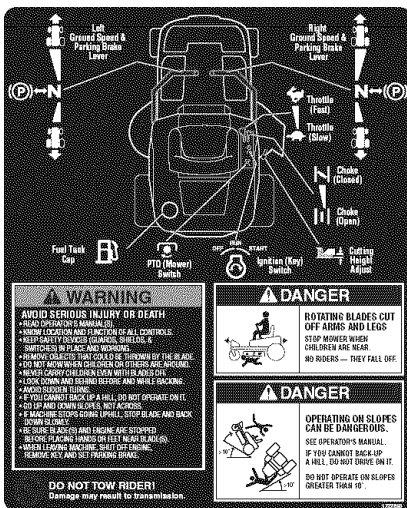 Left
Ground Speed &
Parking Brake
Lever
Right
Ground Speed &
Parking Brake
Lever
(P) N
N (P)
Throttle
(Fast)
Throttle
(Slow)
Choke
(Closed)
Choke
(Open)
Fuel Tank
Cap
PTO (Mower)
Switch
OFF RUN START
Ignition (Key)
Switch
Cutting
Height
Adjust
WARNING
AVOID SERIOUS INJURY OR DEATH
• READ OPERATOR'S MANUAL(S).
• KNOW LOCATION AND FUNCTION OF ALL CONTROLS.
• KEEP SAFETY DEVICES (GUARDS, SHIELDS, &
SWITCHES) IN PLACE AND WORKING.
• REMOVE OBJECTS THAT COULD BE THROWN BY THE BLADE.
• DO NOT MOW WHEN CHILDREN OR OTHERS ARE AROUND.
• NEVER CARRY CHILDREN EVEN WITH BLADES OFF.
• LOOK DOWN AND BEHIND BEFORE AND WHILE BACKING.
• AVOID SUDDEN TURNS.
• IF YOU CANNOT BACK UP A HILL, DO NOT OPERATE ON IT.
• GO UP AND DOWN SLOPES, NOT ACROSS.
• IF MACHINE STOPS GOING UPHILL, STOP BLADE AND BACK
DOWN SLOWLY.
• BE SURE BLADE(S) AND ENGINE ARE STOPPED
BEFORE PLACING HANDS OR FEET NEAR BLADE(S).
• WHEN LEAVING MACHINE, SHUT OFF ENGINE,
REMOVE KEY, AND SET PARKING BRAKE.
DO NOT TOW RIDER!
Damage may result to transmission.
DANGER
ROTATING BLADES CUT
OFF ARMS AND LEGS
STOP MOWER WHEN
CHILDREN ARE NEAR.
NO RIDERS — THEY FALL OFF.
DANGER
OPERATING ON SLOPES
CAN BE DANGEROUS.
SEE OPERATOR'S MANUAL.
IF YOU CANNOT BACK-UP
A HILL, DO NOT DRIVE ON IT.
DO NOT OPERATE ON SLOPES
GREATER THAN 10°.
>10°
>10°